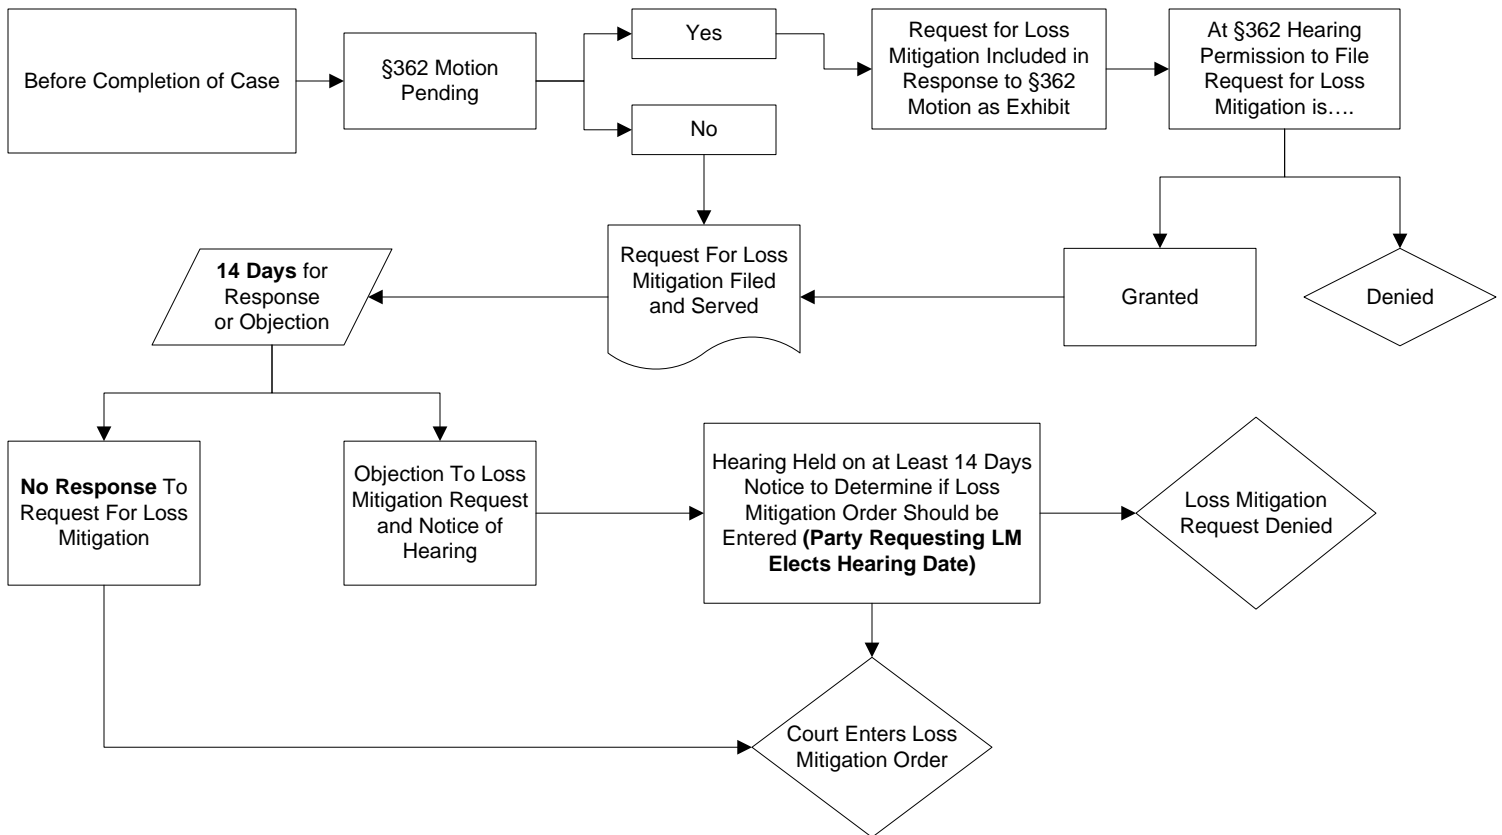 Before Completion of Case
§362 Motion
Pending
Yes
No
Request for Loss
Mitigation Included in
Response to §362
Motion as Exhibit
At §362 Hearing
Permission to File
Request for Loss
Mitigation is….
Granted
Denied
Request For Loss
Mitigation Filed
and Served
14 Days for
Response
or Objection
No Response To
Request For Loss
Mitigation
Objection To Loss
Mitigation Request
and Notice of
Hearing
Hearing Held on at Least 14 Days
Notice to Determine if Loss
Mitigation Order Should be
Entered (Party Requesting LM
Elects Hearing Date)
Loss Mitigation
Request Denied
Court Enters Loss
Mitigation Order